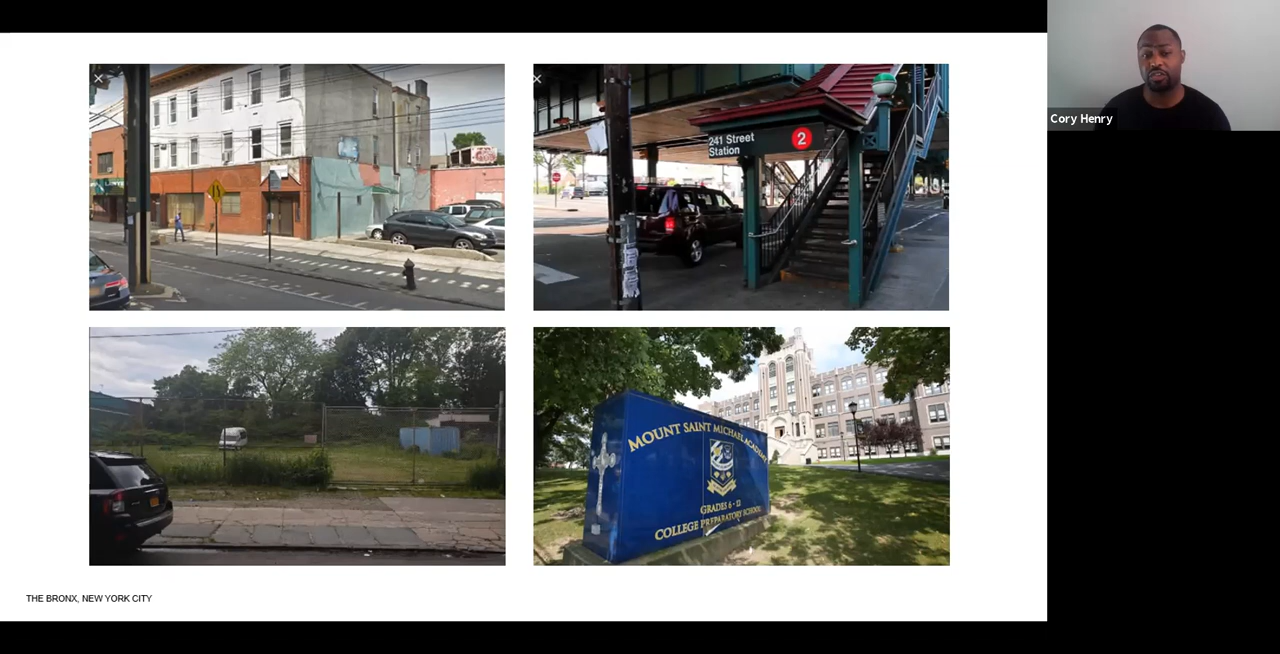 241 Street
Station
2
Cory Henry
MOUNT SAINT MICHAEL ACADEMY
GRADES 6 - 12
COLLEGE PREPARATORY SCHOOL
THE BRONX, NEW YORK CITY